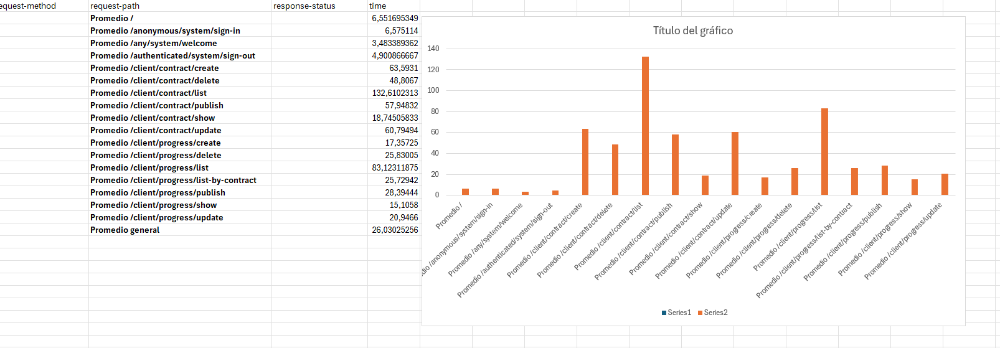 equest-method request-path response-status time
Promedio / 6,551695349
Promedio /anonymous/system/sign-in 6,575114
Promedio /any/system/welcome 3,483389362
Promedio /authenticated/system/sign-out 4,900866667
Promedio /client/contract/create 63,5931
Promedio /client/contract/delete 48,8067
Promedio /client/contract/list 132,6102313
Promedio /client/contract/publish 57,94832
Promedio /client/contract/show 18,74505833
Promedio /client/contract/update 60,79494
Promedio /client/progress/create 17,35725
Promedio /client/progress/delete 25,83005
Promedio /client/progress/list 83,12311875
Promedio /client/progress/list-by-contract 25,72942
Promedio /client/progress/publish 28,39444
Promedio /client/progress/show 15,1058
Promedio /client/progress/update 20,9466
Promedio general 26,03025256
Título del gráfico
140
120
100
80
60
40
20
0
Promedio /
dio /anonymous/system/sign-in
Promedio /any/system/welcome
Promedio /authenticated/system/sign-out
Promedio /client/contract/create
Promedio /client/contract/delete
Promedio /client/contract/list
Promedio /client/contract/publish
Promedio /client/contract/show
Promedio /client/contract/update
Promedio /client/progress/create
Promedio /client/progress/delete
Promedio /client/progress/list
Promedio /client/progress/list-by-contract
Promedio /client/progress/publish
Promedio /client/progress/show
Promedio /client/progress/update
Series1 Series2